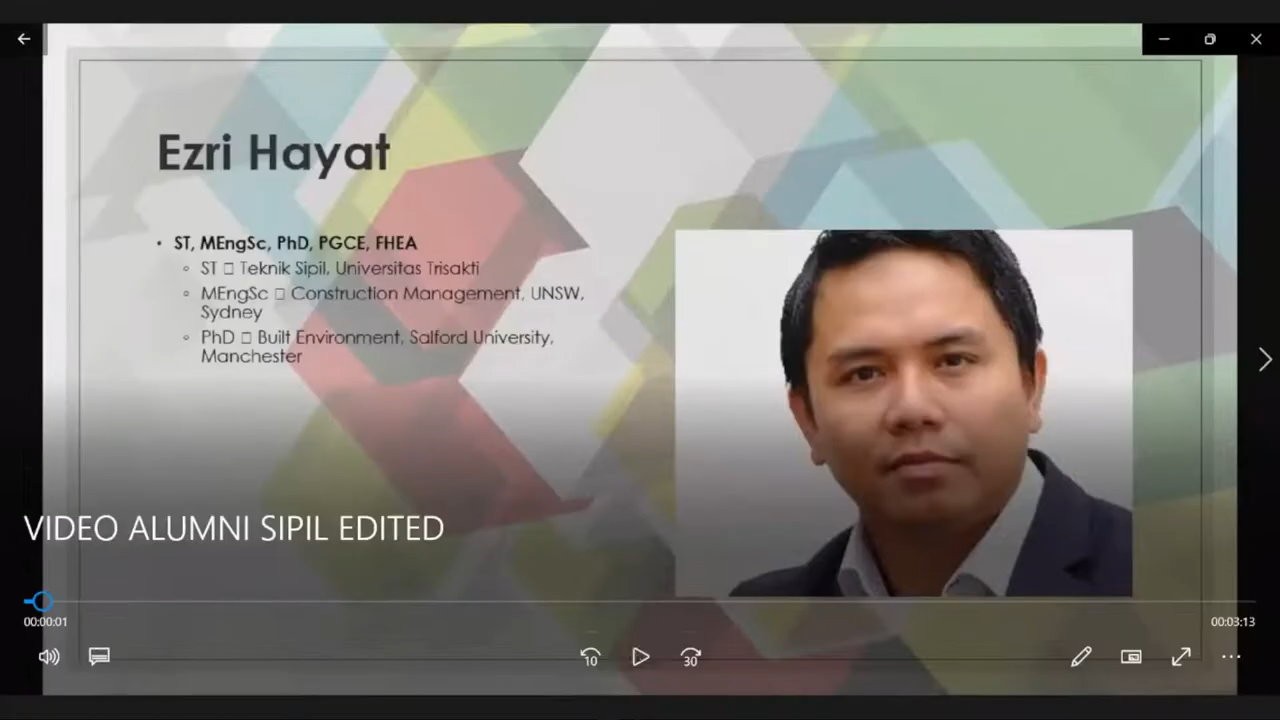 Ezri Hayat
• ST, MEngSc, PhD, PGCE, FHEA
◦ ST □ Teknik Sipil, Universitas Trisakti
◦ MEngSc □ Construction Management, UNSW,
Sydney
◦ PhD □ Built Environment, Salford University,
Manchester
VIDEO ALUMNI SIPIL EDITED
00:00:01
00:03:13
10
30